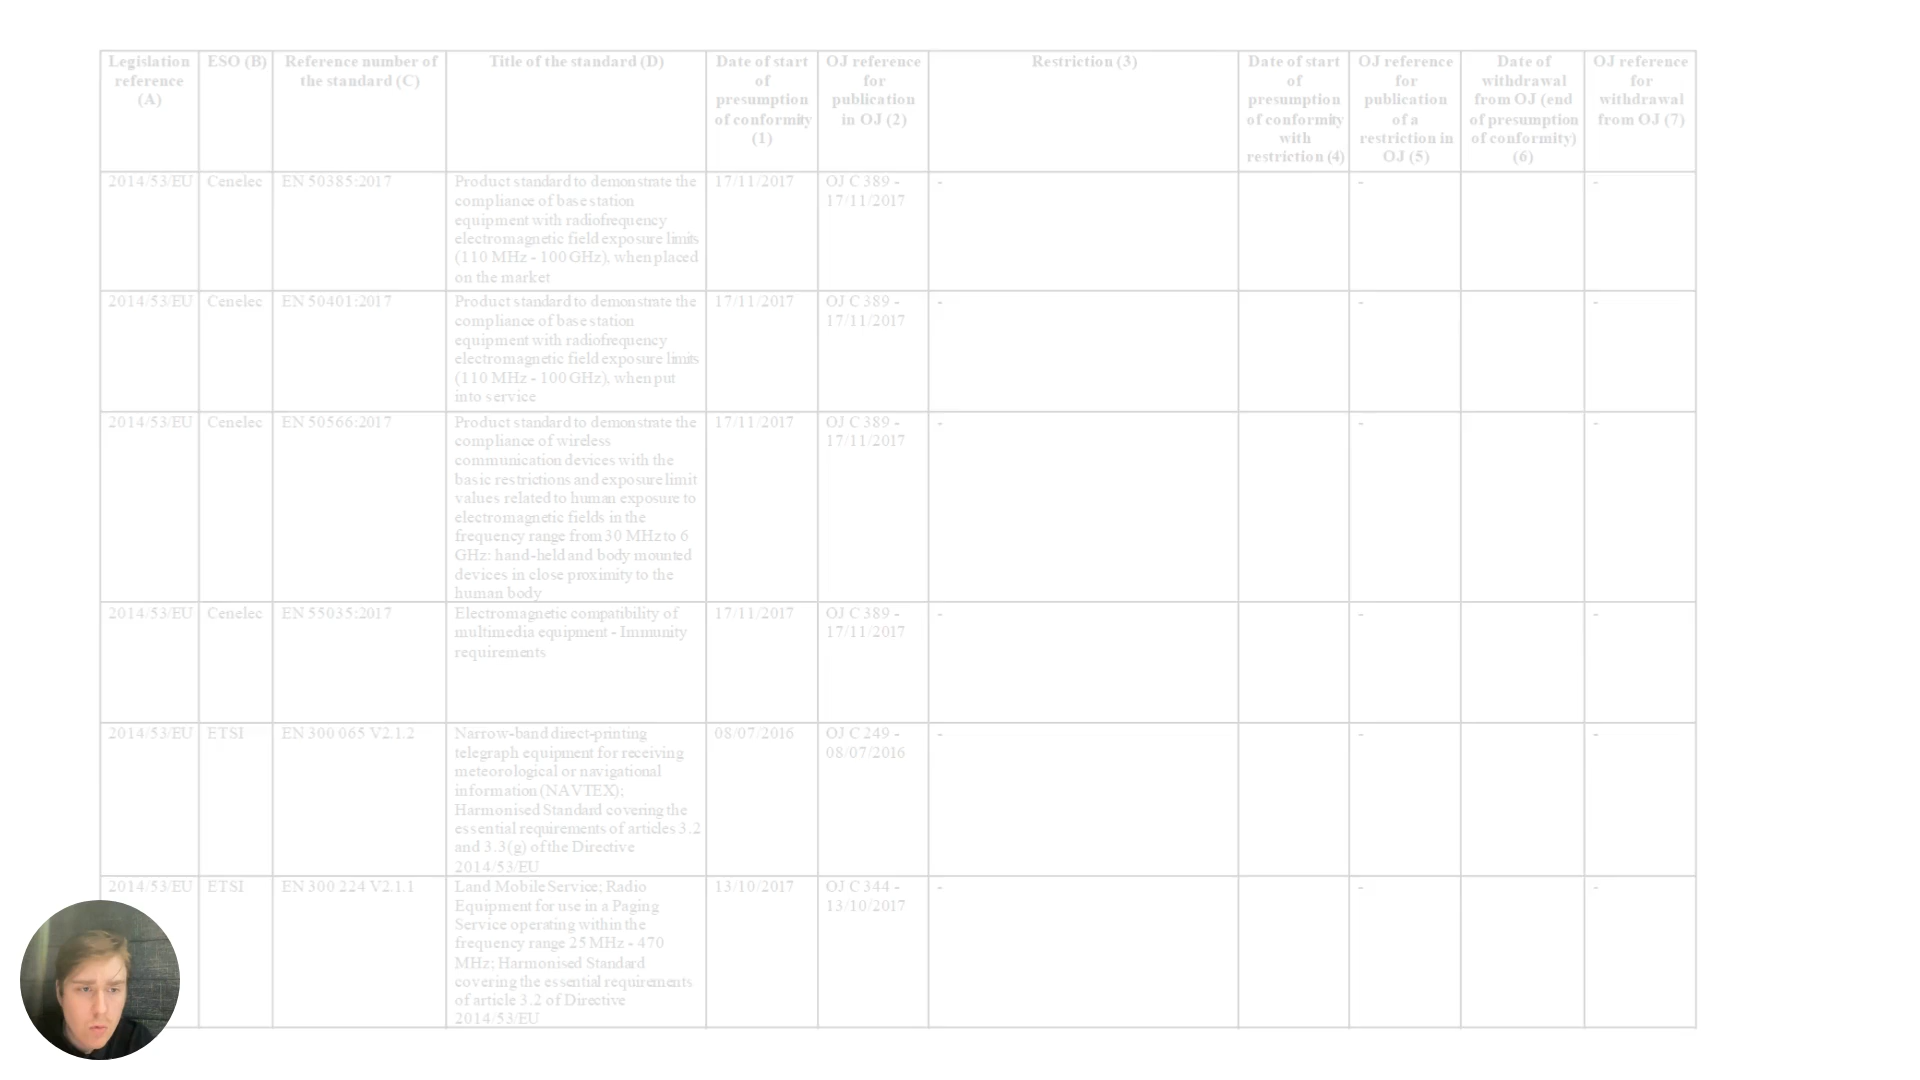 Legislation
reference
(A)
ESO (B)
Reference number of
the standard (C)
Title of the standard (D)
Date of start
of
presumption
of conformity
(1)
OJ reference
for
publication
in OJ (2)
Restriction (3)
Date of start
of
presumption
of conformity
with
restriction (4)
OJ reference
for
publication
of a
restriction in
OJ (5)
Date of
withdrawal
from OJ (end
of presumption
of conformity)
(6)
OJ reference
for
withdrawal
from OJ (7)
2014/53/EU
Cenelec
EN 50385:2017
Product standard to demonstrate the
compliance of base station
equipment with radiofrequency
electromagnetic field exposure limits
(110 MHz - 100 GHz), when placed
on the market
17/11/2017
OJ C 389 -
17/11/2017
-
-
-
2014/53/EU
Cenelec
EN 50401:2017
Product standard to demonstrate the
compliance of base station
equipment with radiofrequency
electromagnetic field exposure limits
(110 MHz - 100 GHz), when put
into service
17/11/2017
OJ C 389 -
17/11/2017
-
-
-
2014/53/EU
Cenelec
EN 50566:2017
Product standard to demonstrate the
compliance of wireless
communication devices with the
basic restrictions and exposure limit
values related to human exposure to
electromagnetic fields in the
frequency range from 30 MHz to 6
GHz: hand-held and body mounted
devices in close proximity to the
human body
17/11/2017
OJ C 389 -
17/11/2017
-
-
-
2014/53/EU
Cenelec
EN 55035:2017
Electromagnetic compatibility of
multimedia equipment - Immunity
requirements
17/11/2017
OJ C 389 -
17/11/2017
-
-
-
2014/53/EU
ETSI
EN 300 065 V2.1.2
Narrow-band direct-printing
telegraph equipment for receiving
meteorological or navigational
information (NAVTEX);
Harmonised Standard covering the
essential requirements of articles 3.2
and 3.3(g) of the Directive
2014/53/EU
08/07/2016
OJ C 249 -
08/07/2016
-
-
-
2014/53/EU
ETSI
EN 300 224 V2.1.1
Land Mobile Service; Radio
Equipment for use in a Paging
Service operating within the
frequency range 25 MHz - 470
MHz; Harmonised Standard
covering the essential requirements
of article 3.2 of Directive
2014/53/EU
13/10/2017
OJ C 344 -
13/10/2017
-
-
-